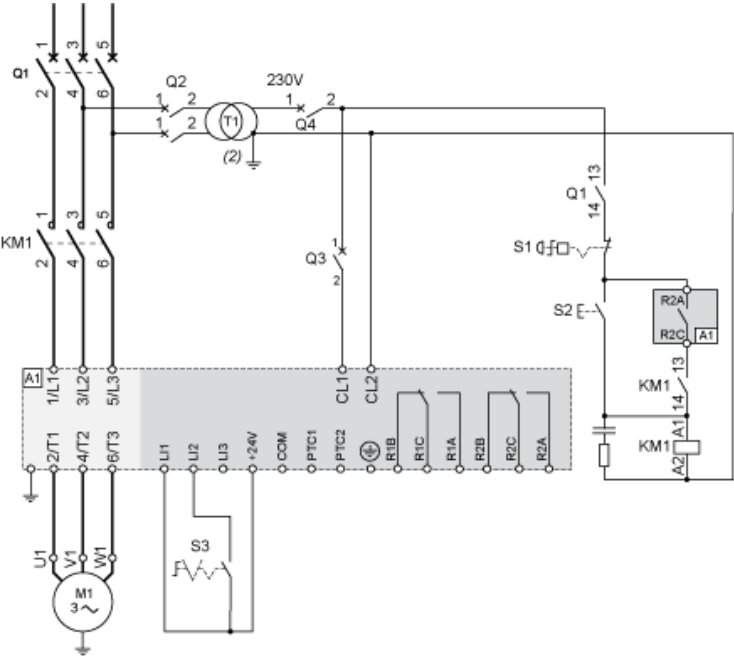 1 3 5
Q1
2 4 6
Q2
1 2
1 2
T1
(2)
230V
1 2
Q4
13
Q1
14
1 3 5
KM1
2 4 6
1
Q3
2
S1
S2
R2A
R2C A1
13
KM1
14
A1
KM1
A2
A1
1/L1 3/L2 5/L3 CL1 CL2
2/T1 4/T2 6/T3 LI1 LI2 LI3 +24V COM PTC1 PTC2 R1B R1C R1A R2B R2C R2A
S3
U1 V1 W1
M1
3